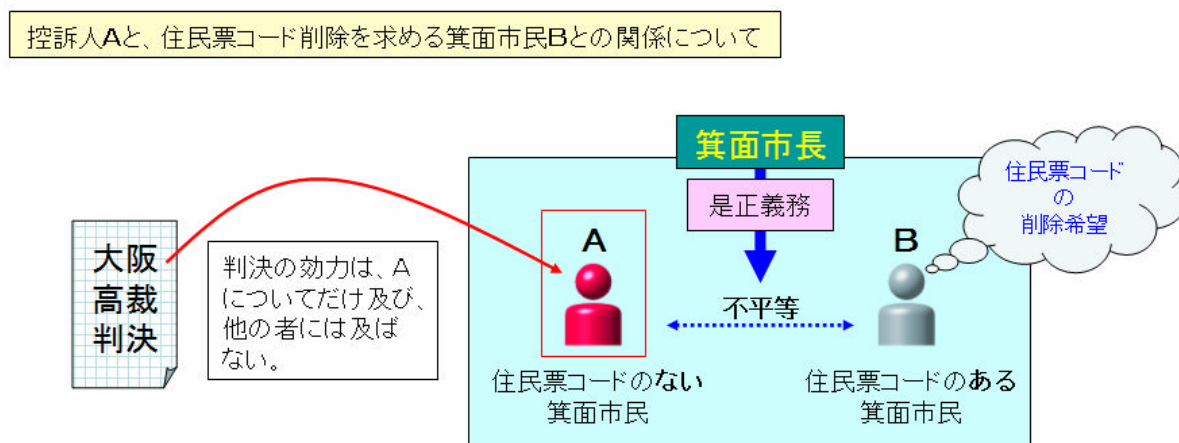 控訴人Aと、住民票コード削除を求める箕面市民Bとの関係について
箕面市長
住民票コード
の
削除希望
是正義務
大阪
高裁
判決
判決の効力は、A
についてだけ及び、
他の者には及ば
ない。
A
B
不平等
住民票コードのない
箕面市民
住民票コードのある
箕面市民